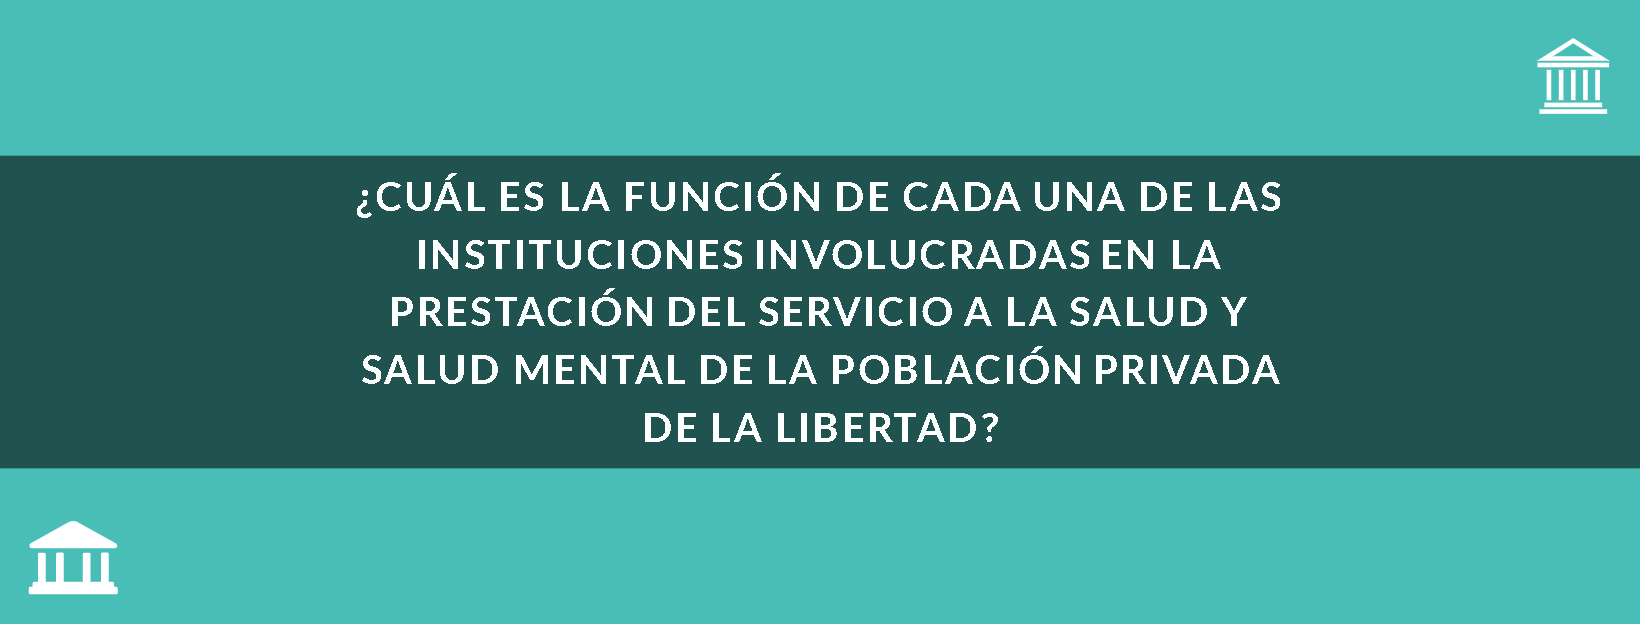 ¿CUÁL ES LA FUNCIÓN DE CADA UNA DE LAS
INSTITUCIONES INVOLUCRADAS EN LA
PRESTACIÓN DEL SERVICIO A LA SALUD Y
SALUD MENTAL DE LA POBLACIÓN PRIVADA
DE LA LIBERTAD?